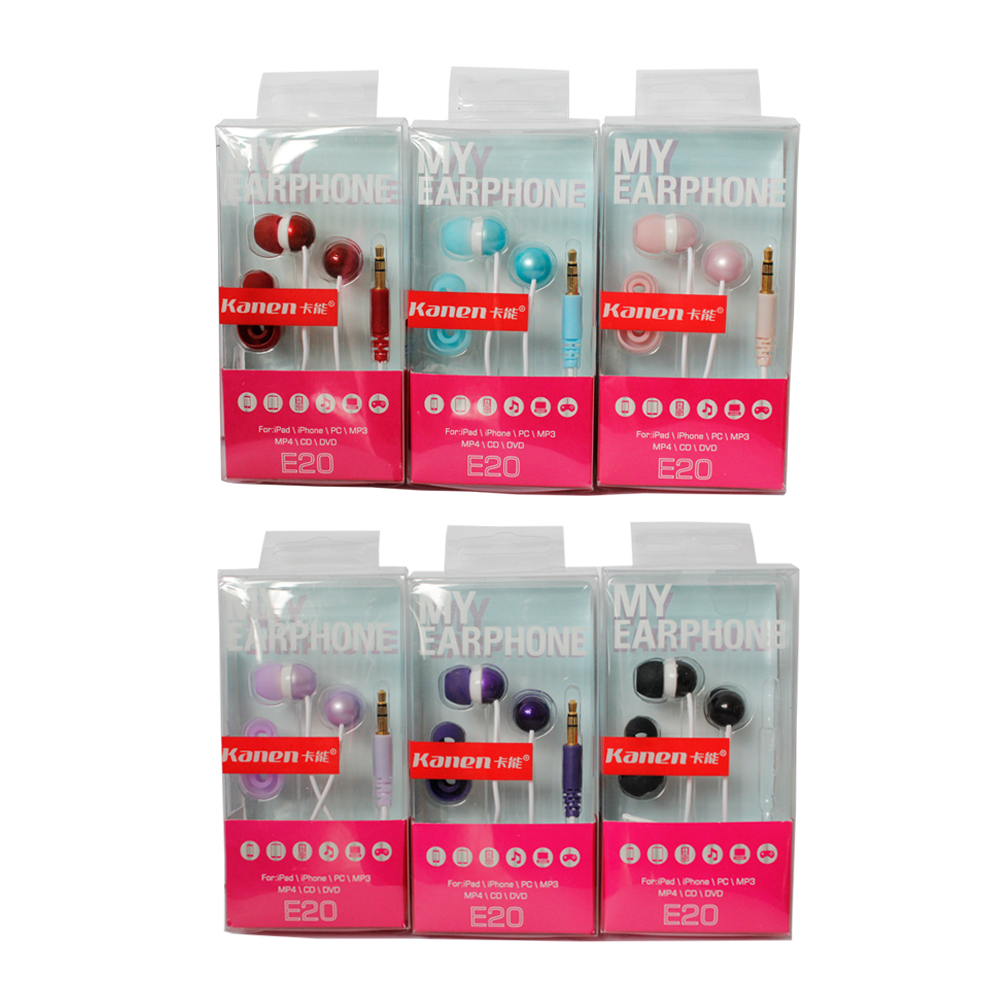 MY
EARPHONE
Kanen卡能®
For:iPad \ iPhone \ PC \ MP3
MP4 \ CD \ DVD
E20
MY
EARPHONE
Kanen卡能®
For:iPad \ iPhone \ PC \ MP3
MP4 \ CD \ DVD
E20
MY
EARPHONE
Kanen卡能®
For:iPad \ iPhone \ PC \ MP3
MP4 \ CD \ DVD
E20
MY
EARPHONE
Kanen卡能®
For:iPad \ iPhone \ PC \ MP3
MP4 \ CD \ DVD
E20
MY
EARPHONE
Kanen卡能®
For:iPad \ iPhone \ PC \ MP3
MP4 \ CD \ DVD
E20
MY
EARPHONE
Kanen卡能®
For:iPad \ iPhone \ PC \ MP3
MP4 \ CD \ DVD
E20